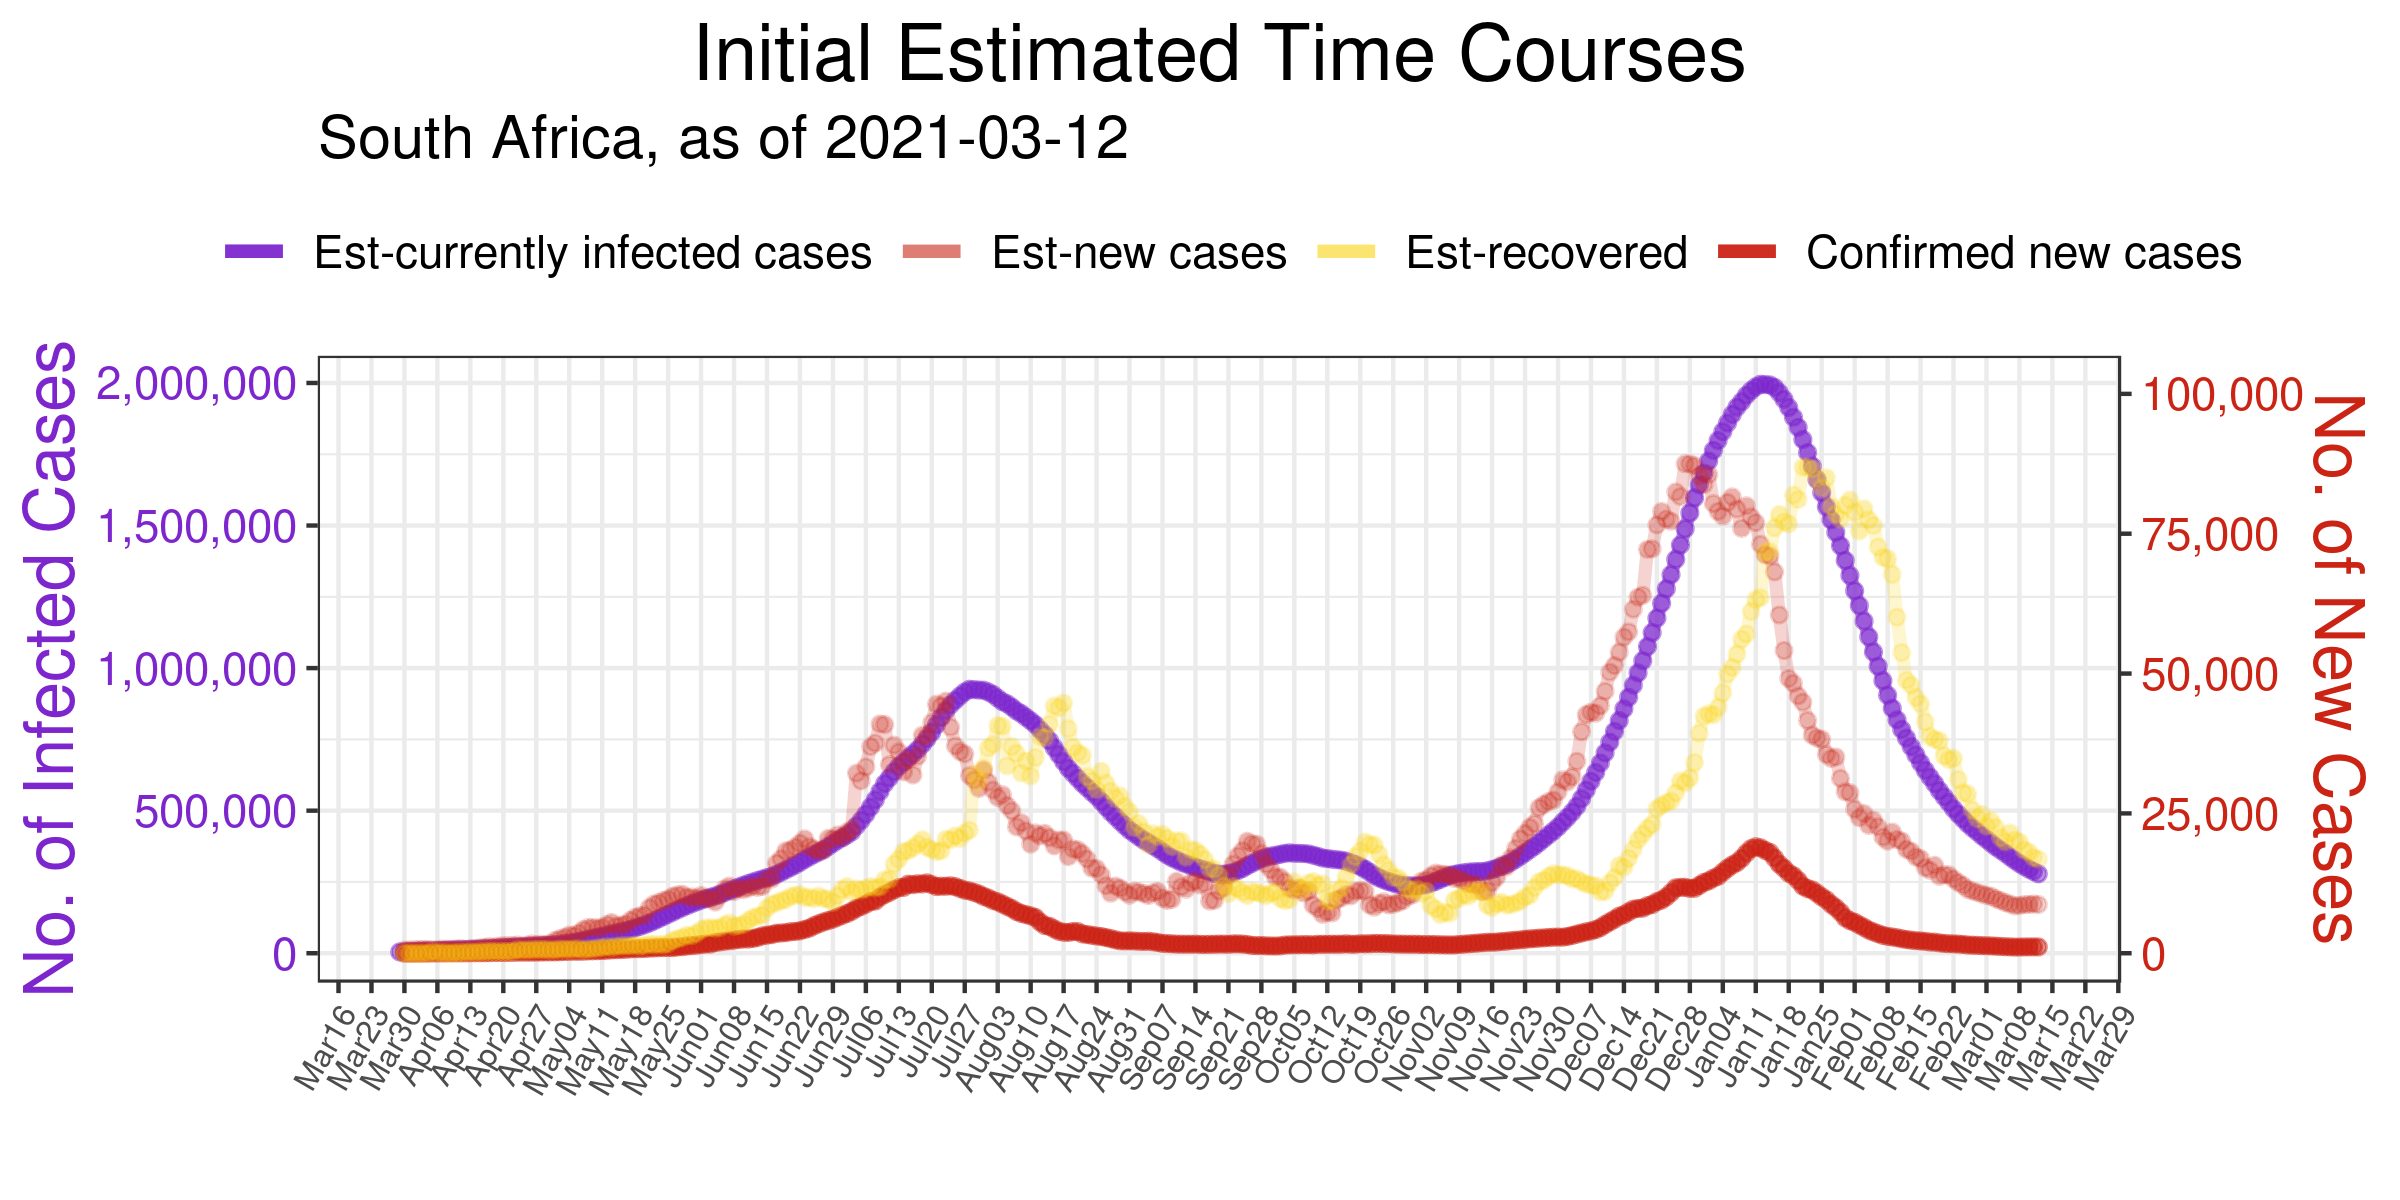 Initial Estimated Time Courses
South Africa, as of 2021-03-12
Est-currently infected cases Est-new cases Est-recovered Confirmed new cases
No. of Infected Cases
2,000,000
1,500,000
1,000,000
500,000
0
100,000
75,000
50,000
25,000
0
No. of New Cases
Mar16 Mar23 Mar30 Apr06 Apr13 Apr20 Apr27 May04 May11 May18 May25 Jun01 Jun08 Jun15 Jun22 Jun29 Jul06 Jul13 Jul20 Jul27 Aug03 Aug10 Aug17 Aug24 Aug31 Sep07 Sep14 Sep21 Sep28 Oct05 Oct12 Oct19 Oct26 Nov02 Nov09 Nov16 Nov23 Nov30 Dec07 Dec14 Dec21 Dec28 Jan04 Jan11 Jan18 Jan25 Feb01 Feb08 Feb15 Feb22 Mar01 Mar08 Mar15 Mar22 Mar29